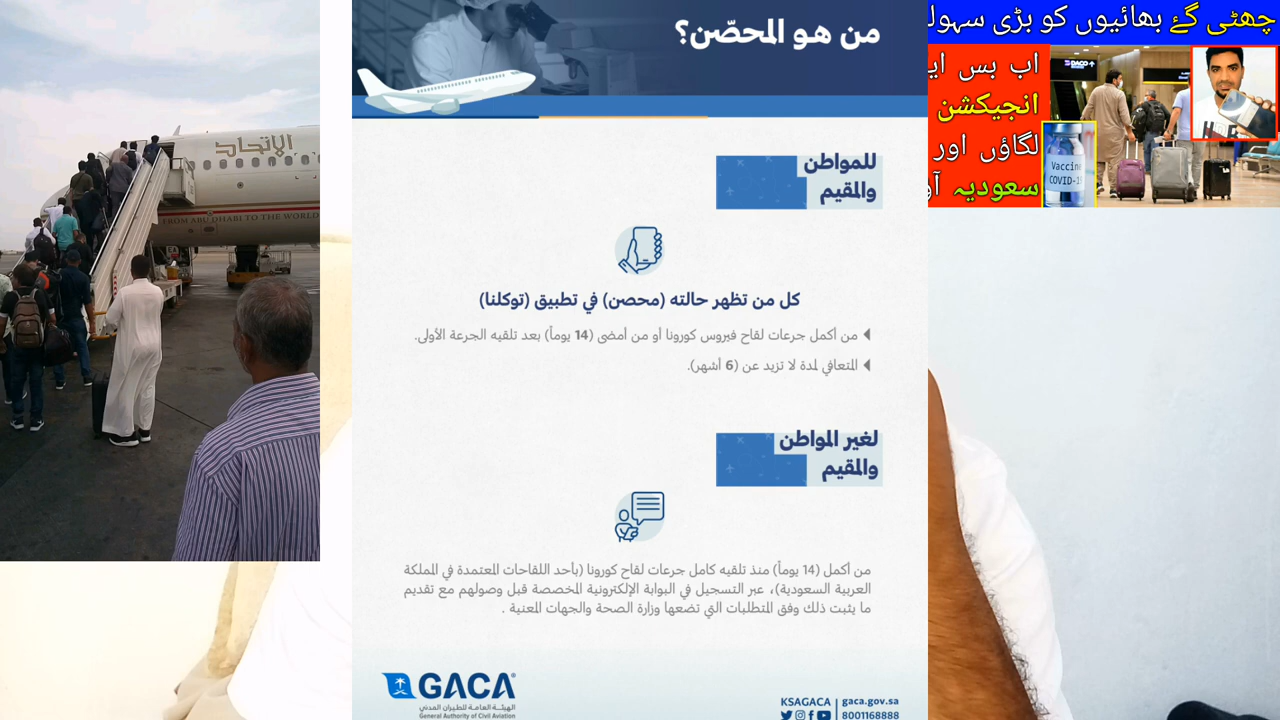 الإتحاد
FROM ABU DHABI TO THE WORLD
من هو المحصّن؟
للمواطن
والمقيم
كل من تظهر حالته (محصن) في تطبيق (توكلنا)
من أكمل جرعات لقاح فيروس كورونا أو من أمضى (14 يوماً) بعد تلقيه الجرعة الأولى.
المتعافي لمدة لا تزيد عن (6 أشهر).
لغير المواطن
والمقيم
من أكمل (14 يوماً) منذ تلقيه كامل جرعات لقاح كورونا (بأحد اللقاحات المعتمدة في المملكة
العربية السعودية)، عبر التسجيل في البوابة الإلكترونية المخصصة قبل وصولهم مع تقديم
ما يثبت ذلك وفق المتطلبات التي تضعها وزارة الصحة والجهات المعنية .
GACA
الهيئة العامة للطيران المدني
General Authority of Civil Aviation
KSAGACA
gaca.gov.sa
8001168888
چھٹی گئے بھائیوں کو بڑی سہول
اب بس ای
انجیکشن
لگاؤں اور
سعودیہ آو
DACO
Vaccine
COVID-1